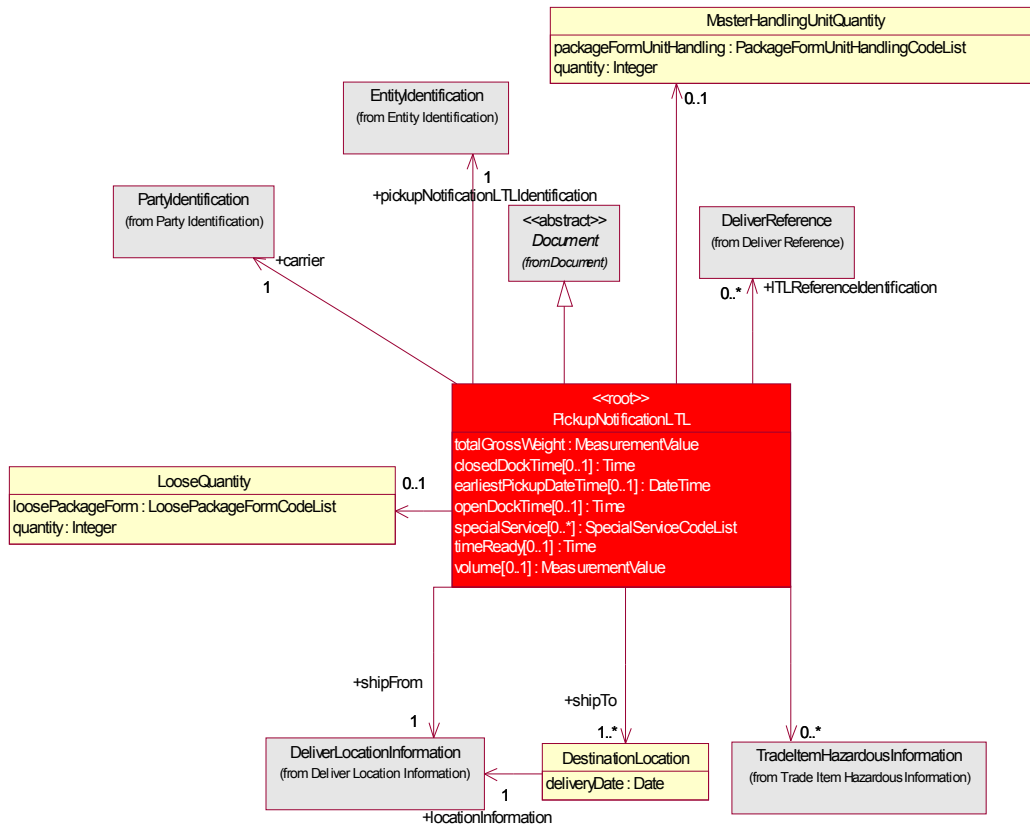 MasterHandlingUnitQuantity
packageFormUnitHandling : PackageFormUnitHandlingCodeList
quantity : Integer
0..1
EntityIdentification
(from Entity Identification)
1
+pickupNotificationLTLIdentification
PartyIdentification
(from Party Identification)
+carrier
1
<<abstract>>
Document
(from Document)
DeliverReference
(from Deliver Reference)
0..*
+lTLReferenceIdentification
<<root>>
PickupNotificationLTL
totalGrossWeight : MeasurementValue
closedDockTime[0..1] : Time
earliestPickupDateTime[0..1] : DateTime
openDockTime[0..1] : Time
specialService[0..*] : SpecialServiceCodeList
timeReady[0..1] : Time
volume[0..1] : MeasurementValue
LooseQuantity
loosePackageForm : LoosePackageFormCodeList
quantity : Integer
0..1
+shipFrom
1
+shipTo
1..*
0..*
DeliverLocationInformation
(from Deliver Location Information)
DestinationLocation
deliveryDate : Date
1
+locationInformation
TradeItemHazardousInformation
(from Trade Item Hazardous Information)